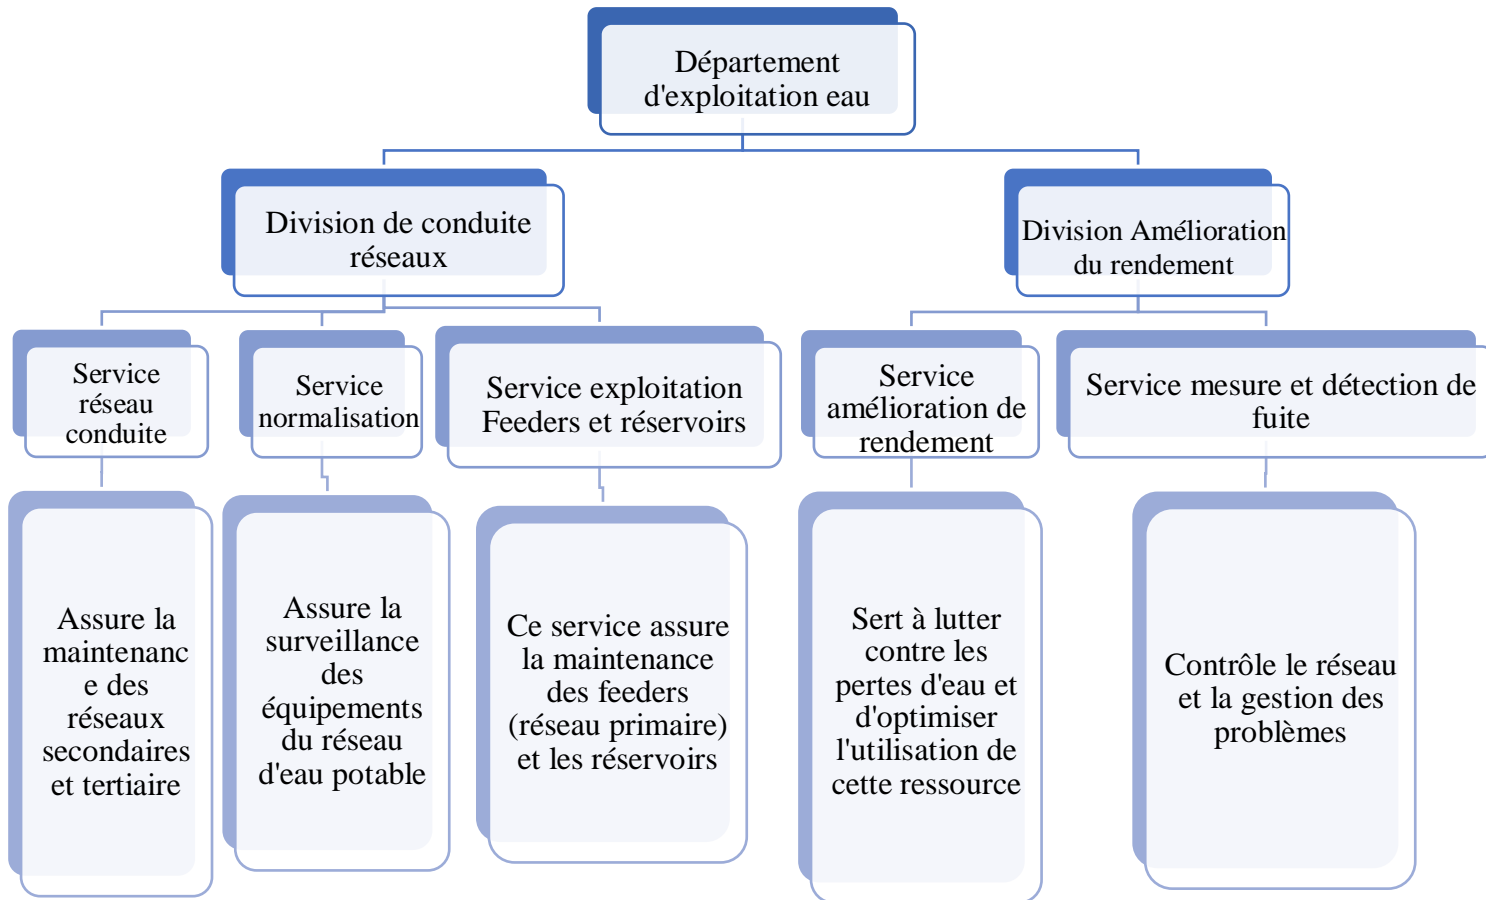 Département
d'exploitation eau
Division de conduite
réseaux
Division Amélioration
du rendement
Service
réseau
conduite
Service
normalisation
Service exploitation
Feeders et réservoirs
Service
amélioration de
rendement
Service mesure et détection de
fuite
Assure la
maintenanc
e des
réseaux
secondaires
et tertiaire
Assure la
surveillance
des
équipements
du réseau
d'eau potable
Ce service assure
la maintenance
des feeders
(réseau primaire)
et les réservoirs
Sert à lutter
contre les
pertes d'eau et
d'optimiser
l'utilisation de
cette ressource
Contrôle le réseau
et la gestion des
problèmes